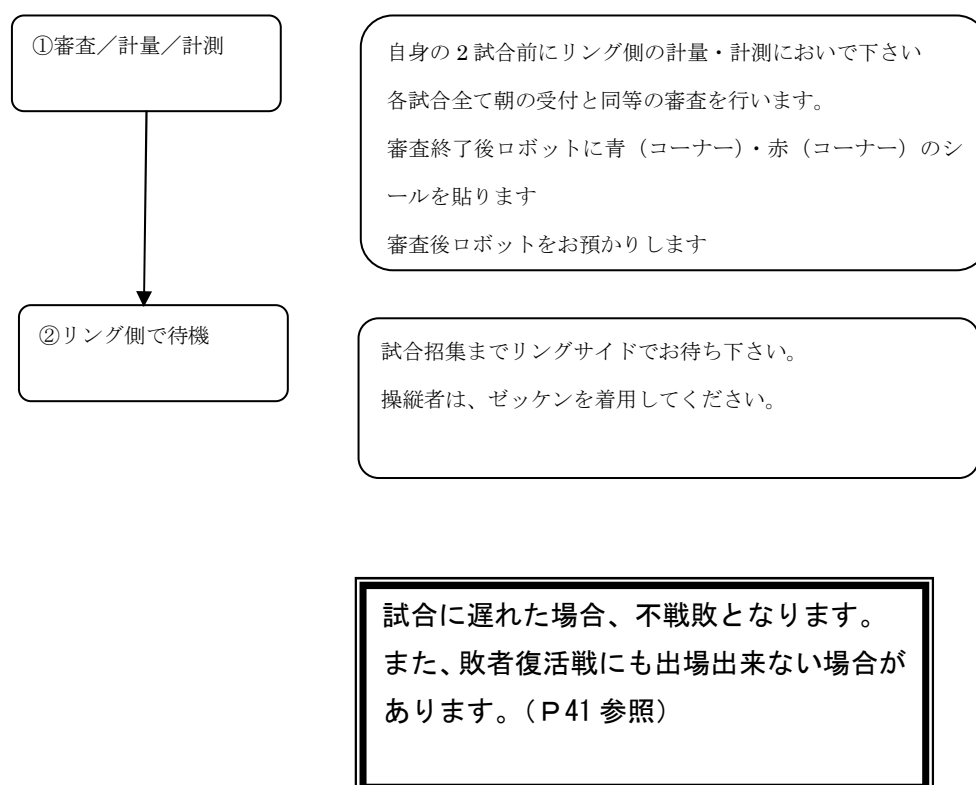 ①審査／計量／計測
自身の２試合前にリング側の計量・計測においで下さい
各試合全て朝の受付と同等の審査を行います。
審査終了後ロボットに青（コーナー）・赤（コーナー）のシ
ールを貼ります
審査後ロボットをお預かりします
②リング側で待機
試合招集までリングサイドでお待ち下さい。
操縦者は、ゼッケンを着用してください。
試合に遅れた場合、不戦敗となります。
また、敗者復活戦にも出場出来ない場合が
あります。（Ｐ41 参照）